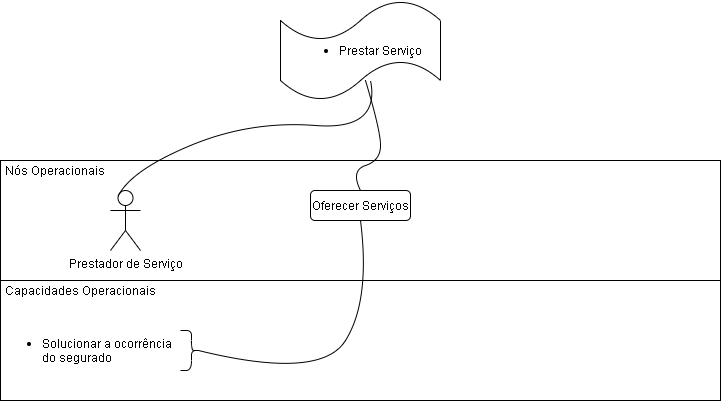 • Prestar Serviço
Nós Operacionais
Oferecer Serviços
Prestador de Serviço
Capacidades Operacionais
• Solucionar a ocorrência
do segurado